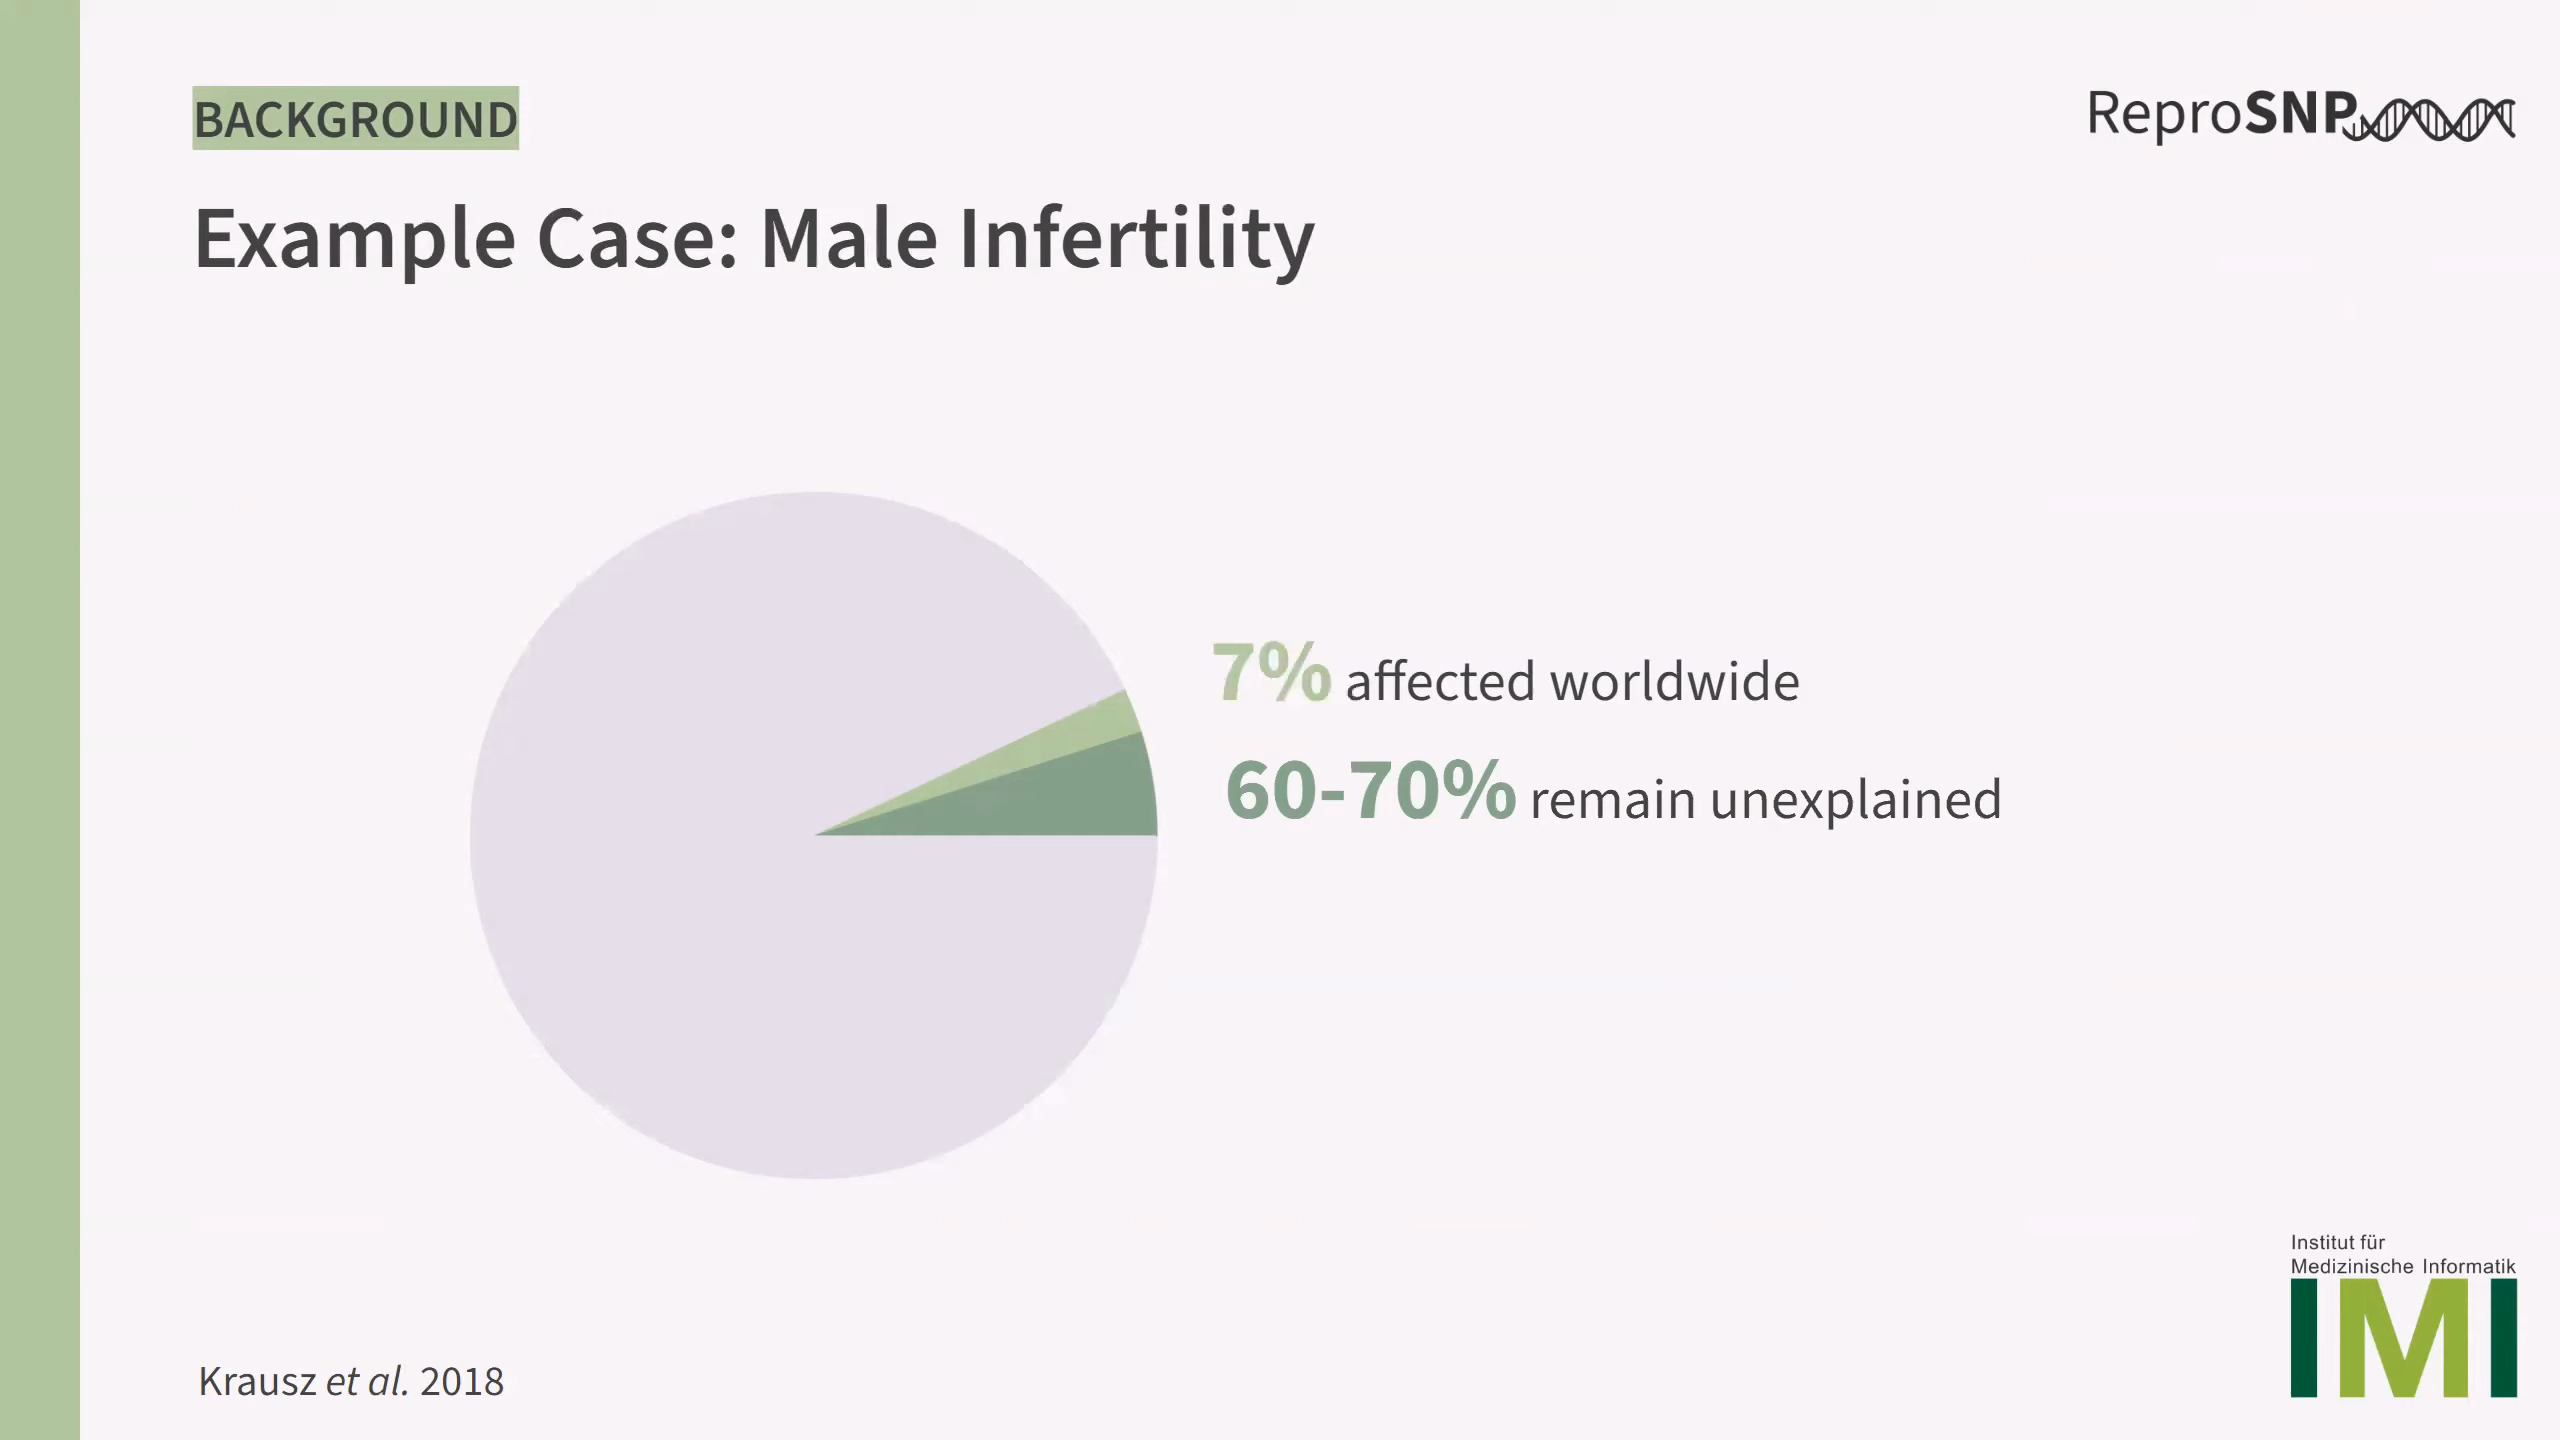 BACKGROUND
ReproSNP
Example Case: Male Infertility
7% affected worldwide
60-70% remain unexplained
Institut für
Medizinische Informatik
IMI
Krausz et al. 2018